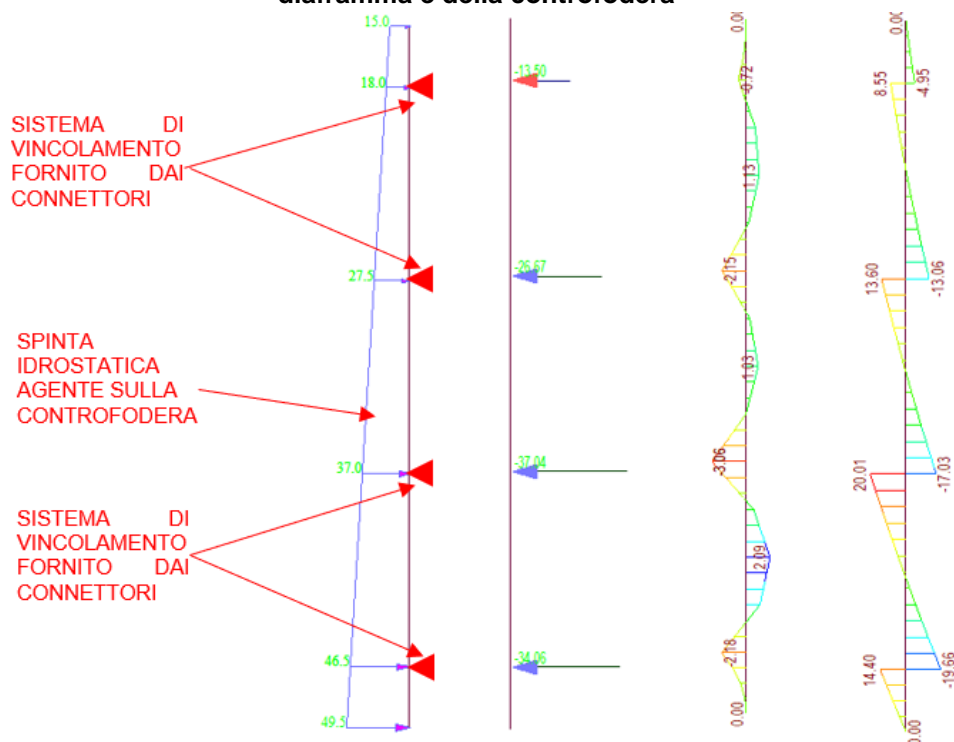 diaframma e della controfodera
15.0
18.0
SISTEMA DI
VINCOLAMENTO
FORNITO DAI
CONNETTORI
27.5
SPINTA
IDROSTATICA
AGENTE SULLA
CONTROFODERA
37.0
SISTEMA DI
VINCOLAMENTO
FORNITO DAI
CONNETTORI
46.5
49.5
-13.50
-26.67
-37.04
-34.06
0.00
-0.72
1.13
-2.15
1.03
-3.06
2.09
-2.18
0.00
0.00
8.55
-4.95
13.60
-13.06
20.01
-17.03
14.40
-19.66
0.00